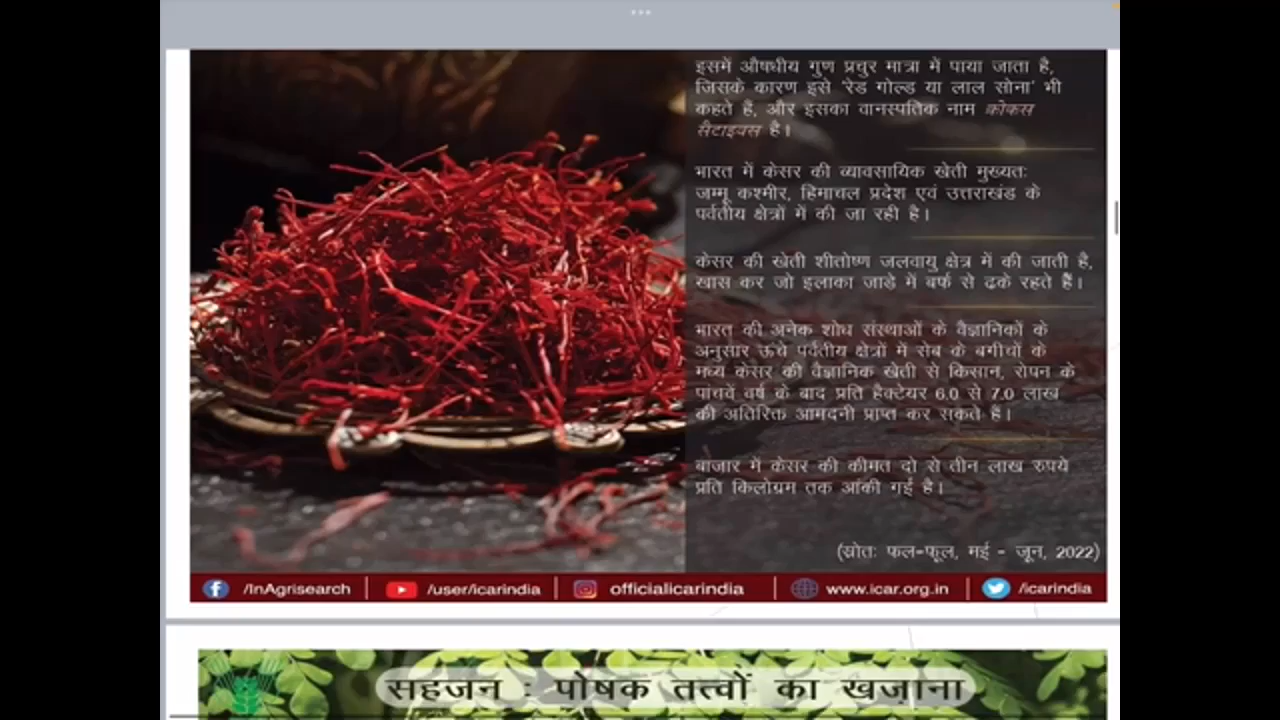 इसमें औषधीय गुण प्रचुर मात्रा में पाया जाता है,
जिसके कारण इसे 'रेड गोल्ड या लाल सोना' भी
कहते हैं, और इसका वानस्पतिक नाम क्रोकस
सैटाइवस है।
भारत में केसर की व्यावसायिक खेती मुख्यतः
जम्मू कश्मीर, हिमाचल प्रदेश एवं उत्तराखंड के
पर्वतीय क्षेत्रों में की जा रही है।
केसर की खेती शीतोष्ण जलवायु क्षेत्र में की जाती है,
खास कर जो इलाका जाडे में बर्फ से ढके रहते हैं।
भारत की अनेक शोध संस्थाओं के वैज्ञानिकों के
अनुसार ऊंचे पर्वतीय क्षेत्रों में सेब के बगीचों के
मध्य केसर की वैज्ञानिक खेती से किसान, रोपन के
पांचवें वर्ष के बाद प्रति हैक्टेयर 6.0 से 7.0 लाख
की अतिरिक्त आमदनी प्राप्त कर सकते हैं।
बाजार में केसर की कीमत दो से तीन लाख रुपये
प्रति किलोग्रम तक आंकी गई है।
(स्रोतः फल-फूल, मई - जून, 2022)
/InAgrisearch /user/icarindia officialicarindia www.icar.org.in /icarindia
सहजन : पोषक तत्वों का खजाना